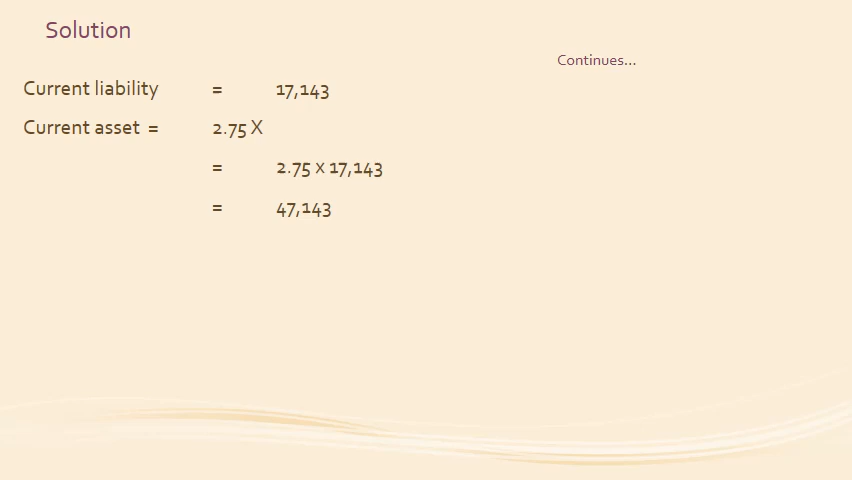 Solution
Continues...
Current liability = 17,143
Current asset = 2.75 X
= 2.75 x 17,143
= 47,143